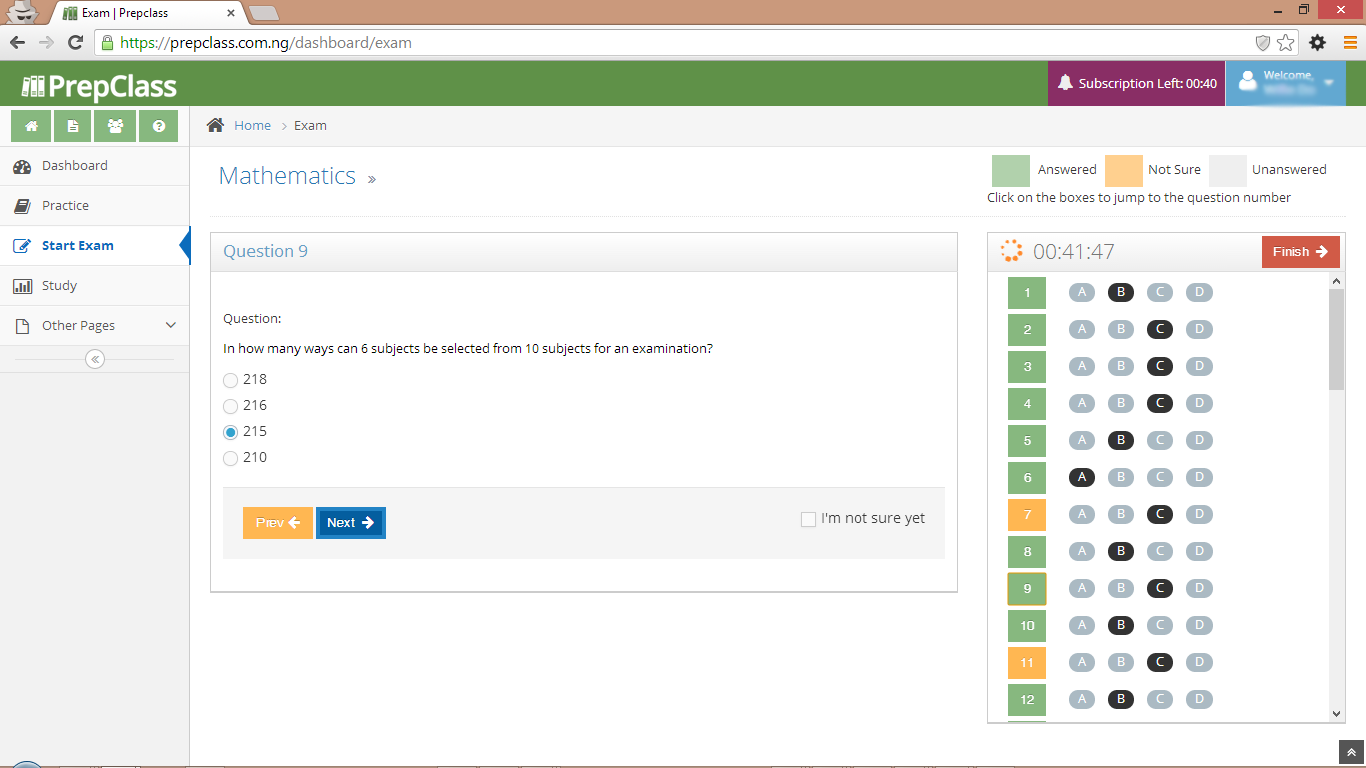 Exam | Prepclass
https://prepclass.com.ng/dashboard/exam
PrepClass
Subscription Left: 00:40
Welcome,
Home > Exam
Dashboard
Practice
Start Exam
Study
Other Pages
Mathematics »
Answered Not Sure Unanswered
Click on the boxes to jump to the question number
Question 9
Question:
In how many ways can 6 subjects be selected from 10 subjects for an examination?
218
216
215
210
Prev
Next
I'm not sure yet
00:41:47
Finish
1 A B C D
2 A B C D
3 A B C D
4 A B C D
5 A B C D
6 A B C D
7 A B C D
8 A B C D
9 A B C D
10 A B C D
11 A B C D
12 A B C D